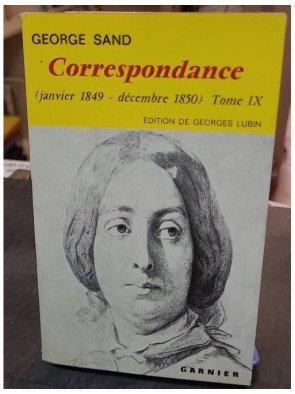 GEORGE SAND
Correspondance
(janvier 1849 - décembre 1850) Tome IX
ÉDITION DE GEORGES LUBIN
GARNIER